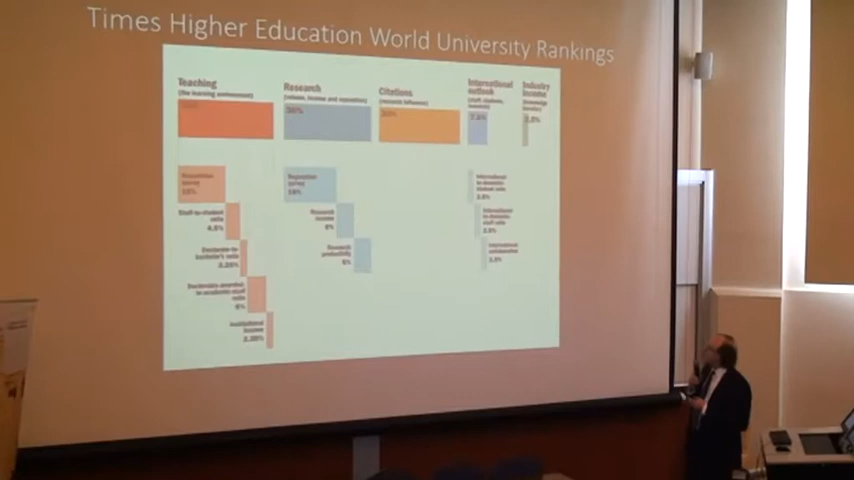 Times Higher Education World University Rankings
Teaching
(the learning environment)
Research
(volume, income and reputation)
30%
Citations
(research influence)
30%
International
outlook
(staff, students,
research)
7.5%
Industry
income
(knowledge
transfer)
2.5%
Reputation
survey
15%
Staff-to-student
ratio
4.5%
Doctorate-to-
bachelor's ratio
2.25%
Doctorates-awarded-
to-academic-staff
ratio
6%
Institutional
income
2.25%
Reputation
survey
18%
Research
income
6%
Research
productivity
6%
International-
to-domestic-
student ratio
2.5%
International-
to-domestic-
staff ratio
2.5%
International
collaboration
2.5%